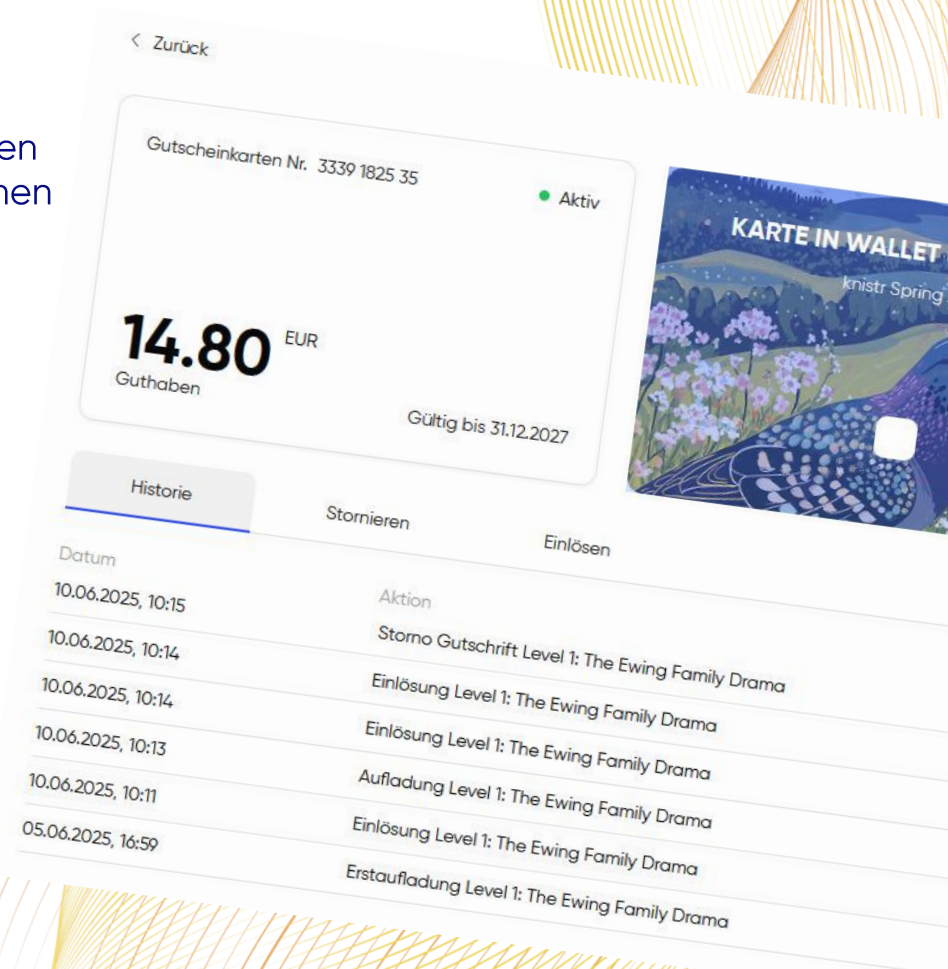 Zurück
en
nen
Gutscheinkarten Nr. 3339 1825 35
Aktiv
14.80 EUR
Guthaben
Gültig bis 31.12.2027
KARTE IN WALLET
knistr Spring
Historie
Stornieren
Einlösen
Datum
Aktion
10.06.2025, 10:15
Storno Gutschrift Level 1: The Ewing Family Drama
10.06.2025, 10:14
Einlösung Level 1: The Ewing Family Drama
10.06.2025, 10:14
Einlösung Level 1: The Ewing Family Drama
10.06.2025, 10:13
Aufladung Level 1: The Ewing Family Drama
10.06.2025, 10:11
Einlösung Level 1: The Ewing Family Drama
05.06.2025, 16:59
Erstaufladung Level 1: The Ewing Family Drama